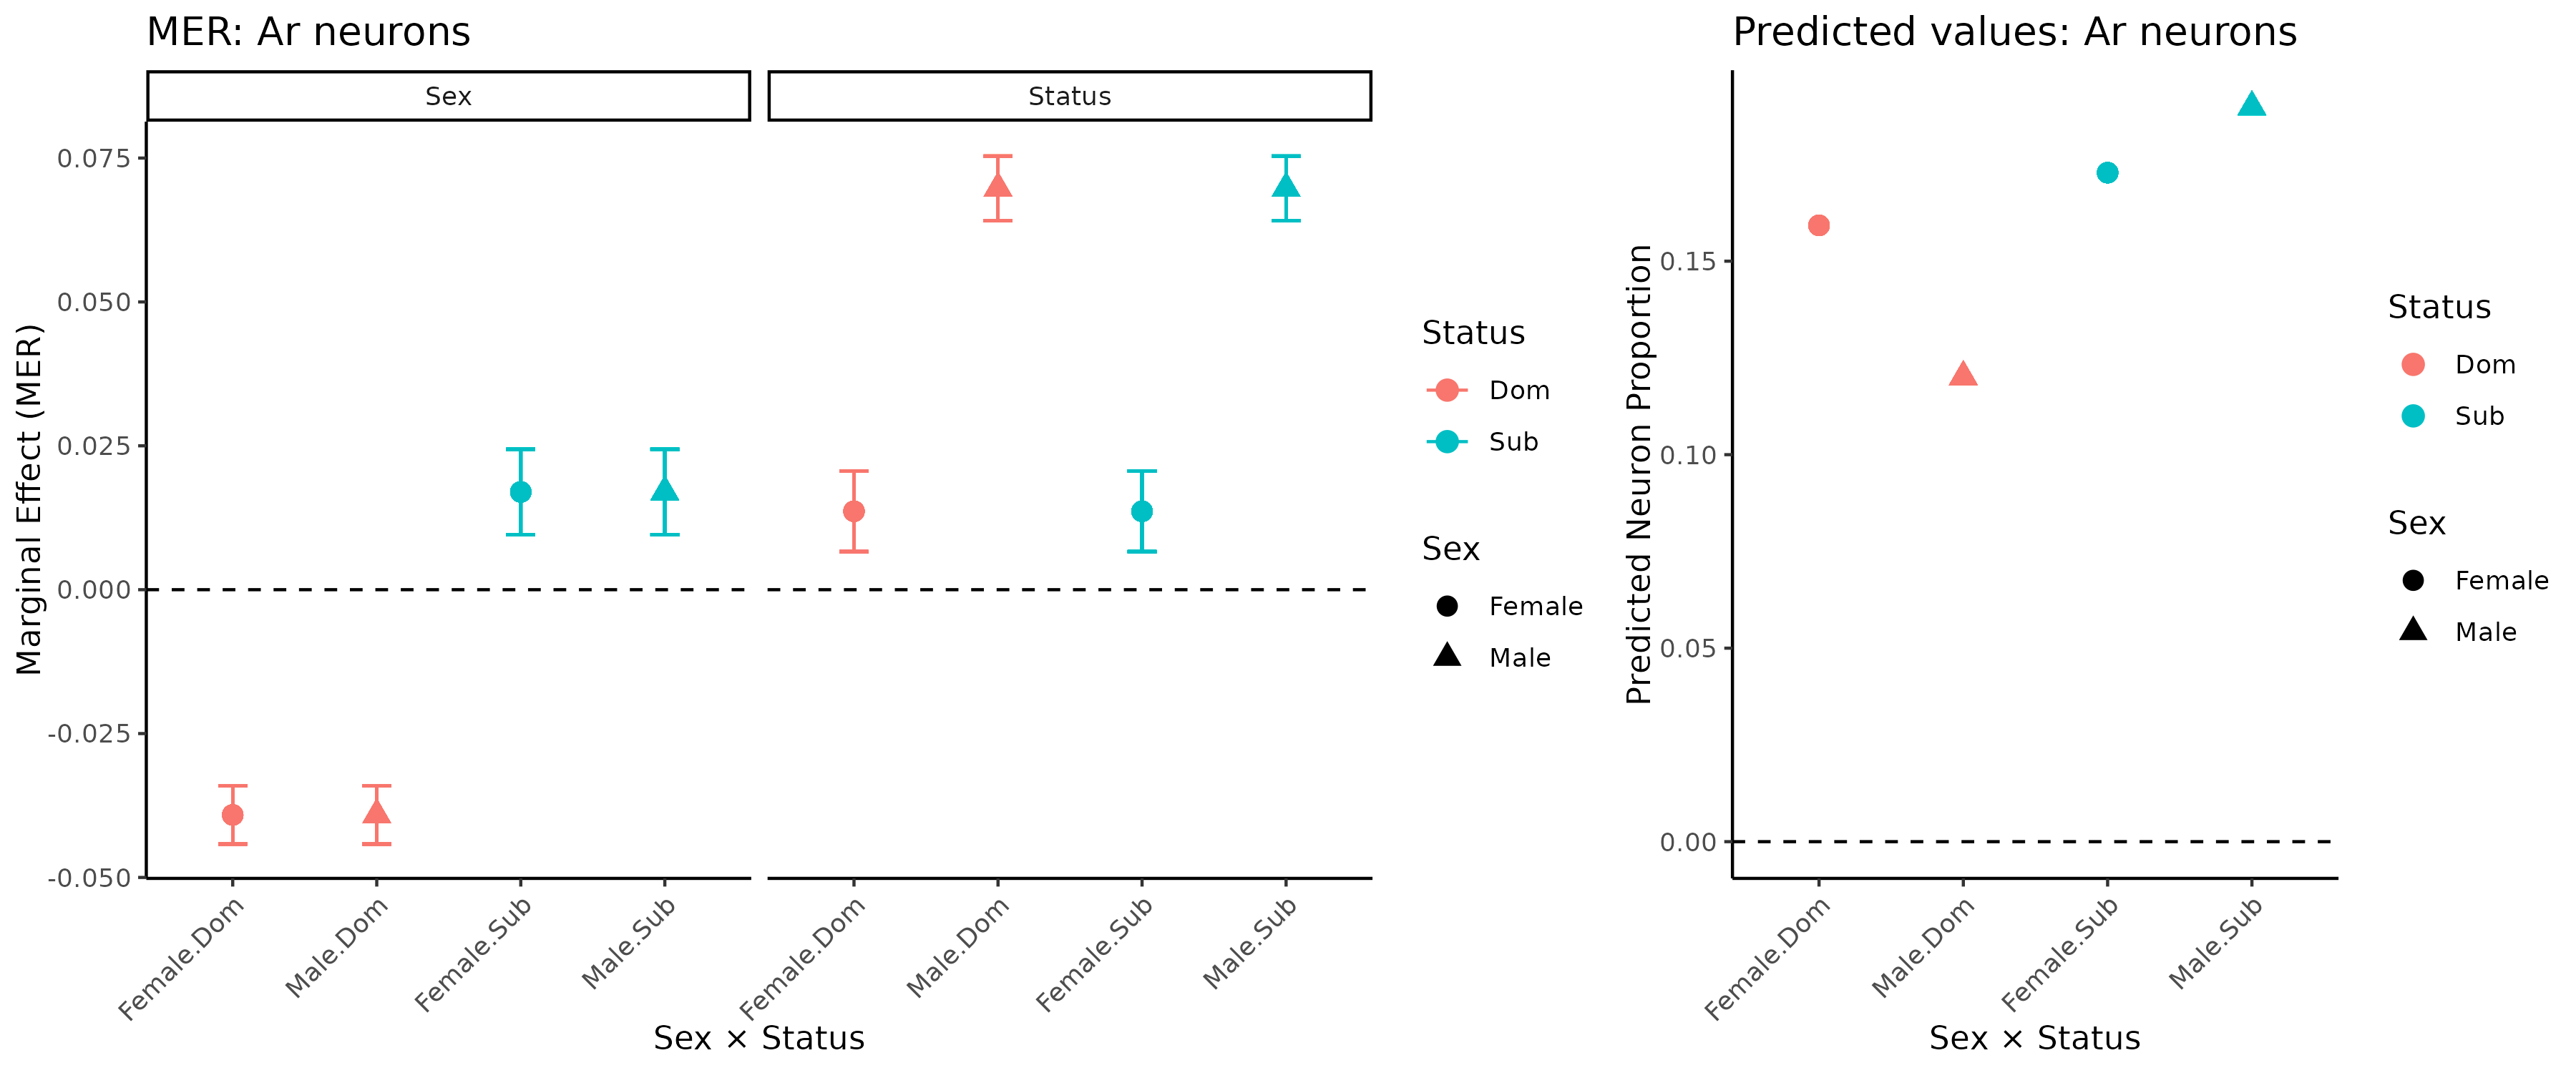 MER: Ar neurons
Sex
Status
Marginal Effect (MER)
0.075
0.050
0.025
0.000
-0.025
-0.050
Female.Dom
Male.Dom
Female.Sub
Male.Sub
Female.Dom
Male.Dom
Female.Sub
Male.Sub
Sex × Status
Status
Dom
Sub
Sex
Female
Male
Predicted values: Ar neurons
Predicted Neuron Proportion
0.15
0.10
0.05
0.00
Female.Dom
Male.Dom
Female.Sub
Male.Sub
Sex × Status
Status
Dom
Sub
Sex
Female
Male